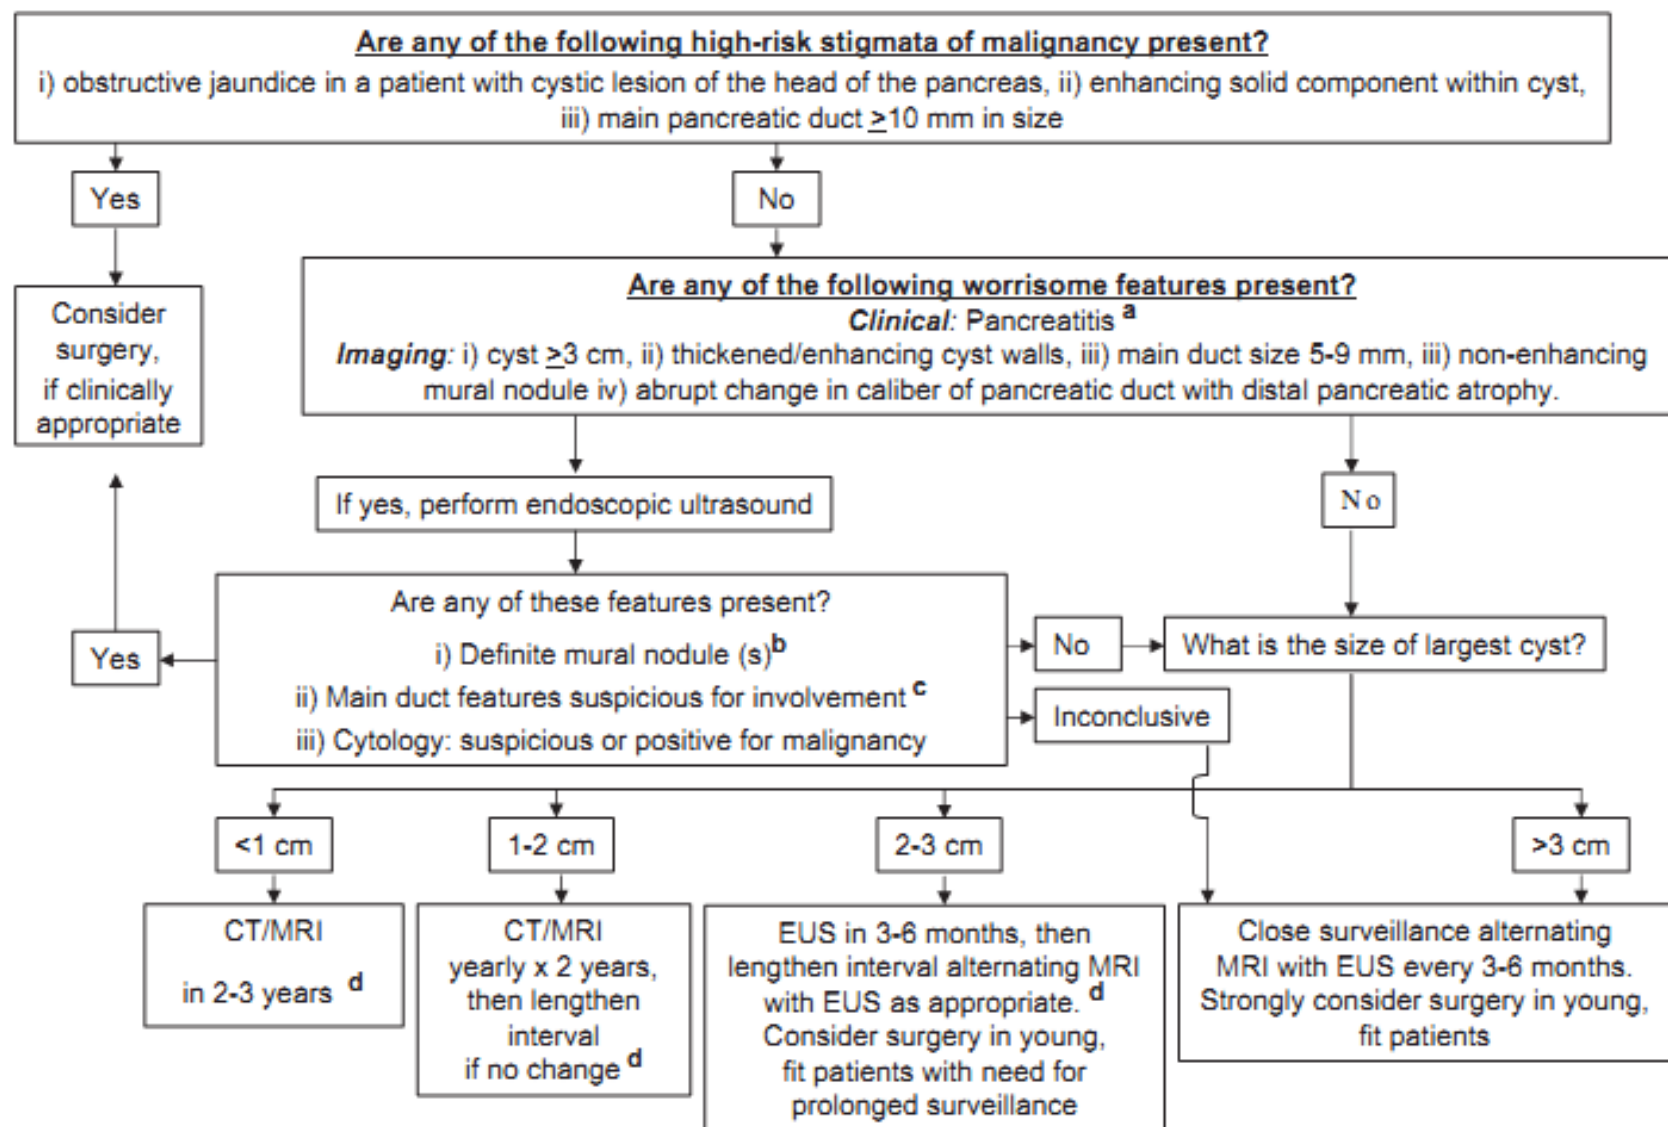 Are any of the following high-risk stigmata of malignancy present?
i) obstructive jaundice in a patient with cystic lesion of the head of the pancreas, ii) enhancing solid component within cyst,
iii) main pancreatic duct ≥10 mm in size
Yes
No
Consider
surgery,
if clinically
appropriate
Are any of the following worrisome features present?
Clinical: Pancreatitis a
Imaging: i) cyst ≥3 cm, ii) thickened/enhancing cyst walls, iii) main duct size 5-9 mm, iii) non-enhancing
mural nodule iv) abrupt change in caliber of pancreatic duct with distal pancreatic atrophy.
If yes, perform endoscopic ultrasound
No
Are any of these features present?
i) Definite mural nodule (s)b
ii) Main duct features suspicious for involvement c
iii) Cytology: suspicious or positive for malignancy
Yes
No
Inconclusive
What is the size of largest cyst?
<1 cm
1-2 cm
2-3 cm
>3 cm
CT/MRI
in 2-3 years d
CT/MRI
yearly x 2 years,
then lengthen
interval
if no change d
EUS in 3-6 months, then
lengthen interval alternating MRI
with EUS as appropriate. d
Consider surgery in young,
fit patients with need for
prolonged surveillance
Close surveillance alternating
MRI with EUS every 3-6 months.
Strongly consider surgery in young,
fit patients